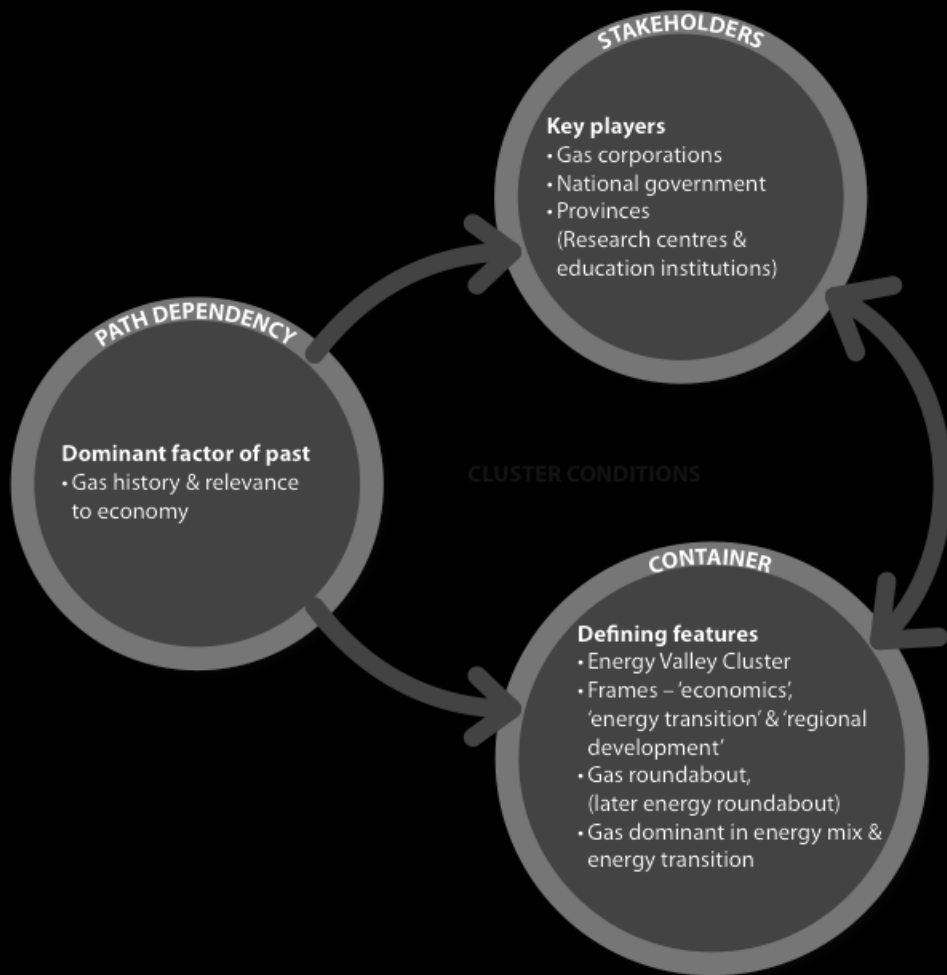 STAKEHOLDERS
Key players
• Gas corporations
• National government
• Provinces
(Research centres &
education institutions)
PATH DEPENDENCY
Dominant factor of past
• Gas history & relevance
to economy
CLUSTER CONDITIONS
CONTAINER
Defining features
• Energy Valley Cluster
• Frames – ‘economics’,
‘energy transition’ & ‘regional
development’
• Gas roundabout,
(later energy roundabout)
• Gas dominant in energy mix &
energy transition